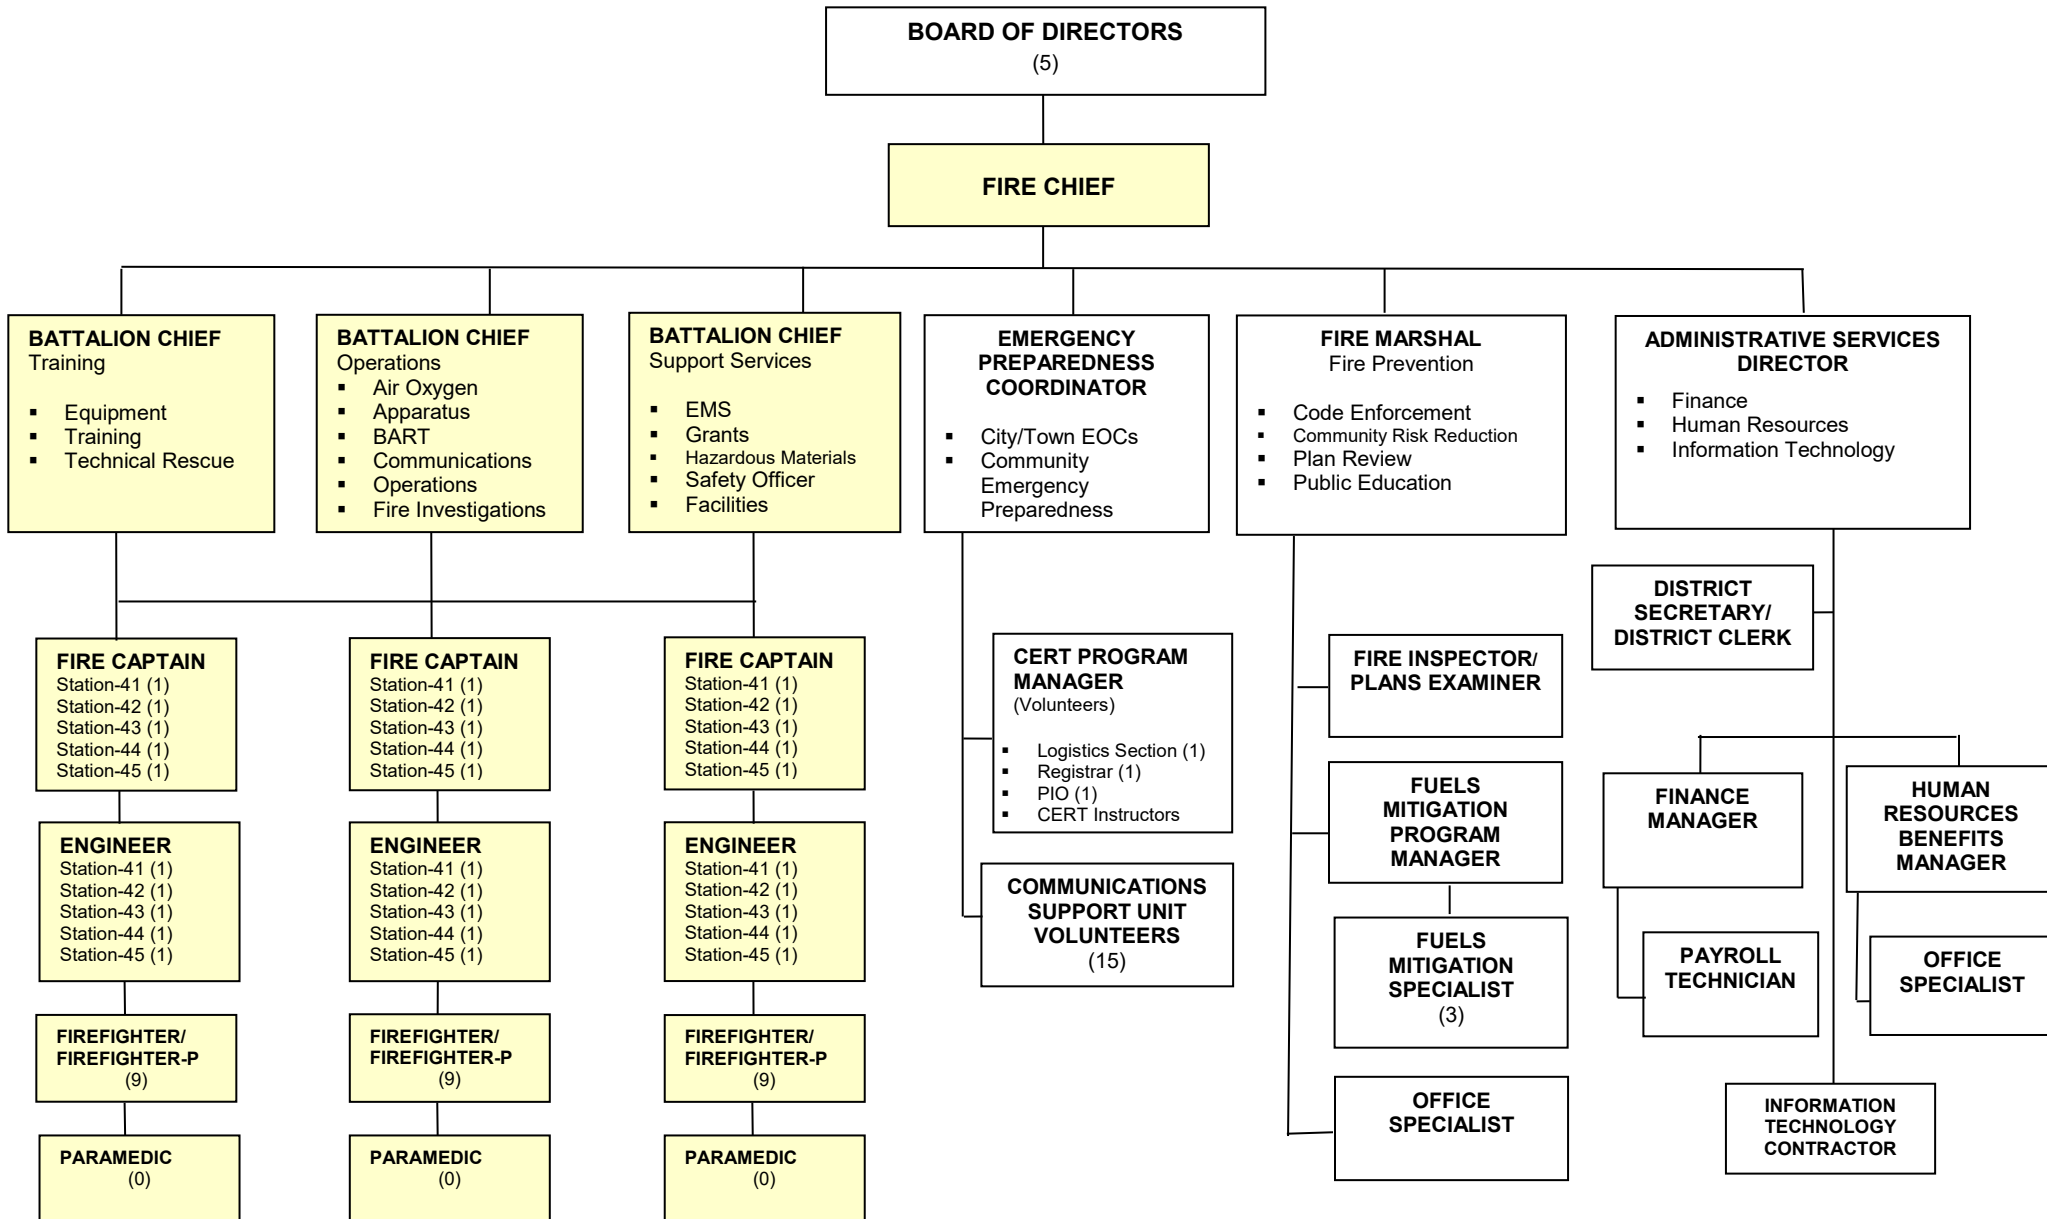 BOARD OF DIRECTORS
(5)
FIRE CHIEF
BATTALION CHIEF
Training
▪ Equipment
▪ Training
▪ Technical Rescue
BATTALION CHIEF
Operations
▪ Air Oxygen
▪ Apparatus
▪ BART
▪ Communications
▪ Operations
▪ Fire Investigations
BATTALION CHIEF
Support Services
▪ EMS
▪ Grants
▪ Hazardous Materials
▪ Safety Officer
▪ Facilities
EMERGENCY
PREPAREDNESS
COORDINATOR
▪ City/Town EOCs
▪ Community
Emergency
Preparedness
FIRE MARSHAL
Fire Prevention
▪ Code Enforcement
▪ Community Risk Reduction
▪ Plan Review
▪ Public Education
ADMINISTRATIVE SERVICES
DIRECTOR
▪ Finance
▪ Human Resources
▪ Information Technology
FIRE CAPTAIN
Station-41 (1)
Station-42 (1)
Station-43 (1)
Station-44 (1)
Station-45 (1)
ENGINEER
Station-41 (1)
Station-42 (1)
Station-43 (1)
Station-44 (1)
Station-45 (1)
FIREFIGHTER/
FIREFIGHTER-P
(9)
PARAMEDIC
(0)
FIRE CAPTAIN
Station-41 (1)
Station-42 (1)
Station-43 (1)
Station-44 (1)
Station-45 (1)
ENGINEER
Station-41 (1)
Station-42 (1)
Station-43 (1)
Station-44 (1)
Station-45 (1)
FIREFIGHTER/
FIREFIGHTER-P
(9)
PARAMEDIC
(0)
FIRE CAPTAIN
Station-41 (1)
Station-42 (1)
Station-43 (1)
Station-44 (1)
Station-45 (1)
ENGINEER
Station-41 (1)
Station-42 (1)
Station-43 (1)
Station-44 (1)
Station-45 (1)
FIREFIGHTER/
FIREFIGHTER-P
(9)
PARAMEDIC
(0)
CERT PROGRAM
MANAGER
(Volunteers)
▪ Logistics Section (1)
▪ Registrar (1)
▪ PIO (1)
▪ CERT Instructors
COMMUNICATIONS
SUPPORT UNIT
VOLUNTEERS
(15)
FIRE INSPECTOR/
PLANS EXAMINER
FUELS
MITIGATION
PROGRAM
MANAGER
FUELS
MITIGATION
SPECIALIST
(3)
OFFICE
SPECIALIST
DISTRICT
SECRETARY/
DISTRICT CLERK
FINANCE
MANAGER
PAYROLL
TECHNICIAN
HUMAN
RESOURCES
BENEFITS
MANAGER
OFFICE
SPECIALIST
INFORMATION
TECHNOLOGY
CONTRACTOR